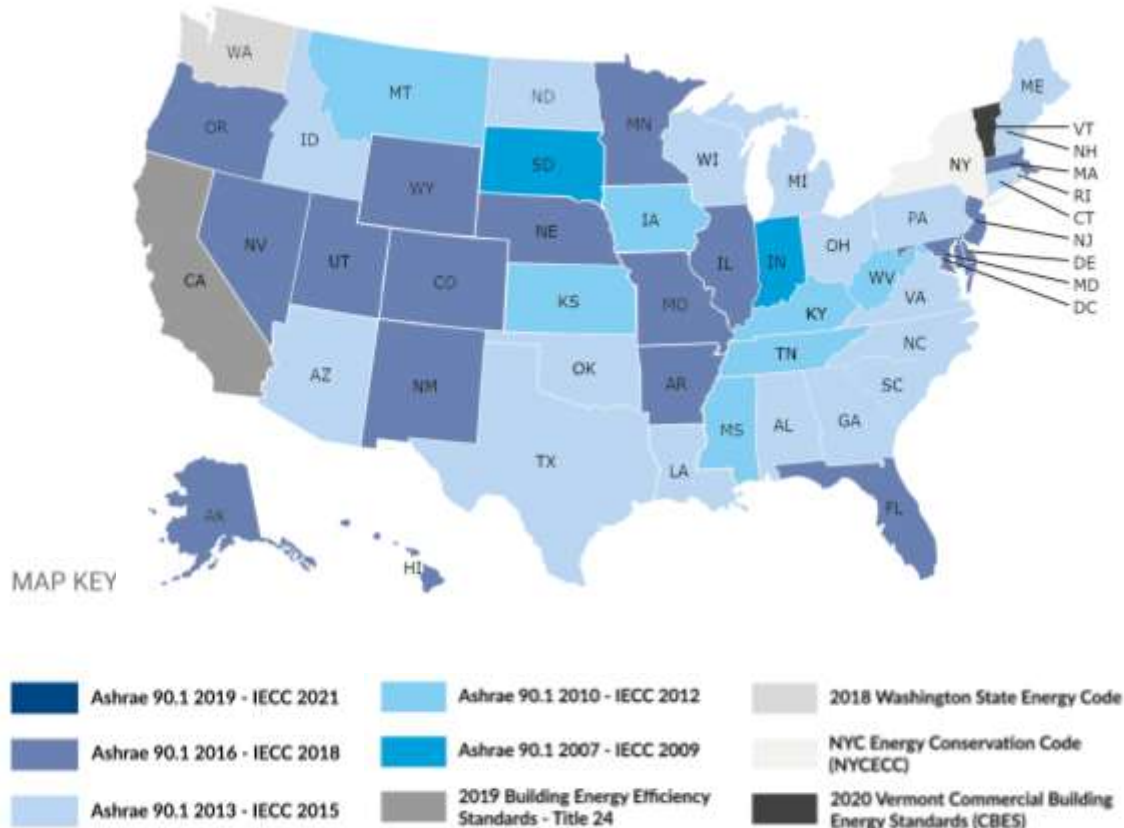 WA
MT
ND
MN
ME
OR
ID
SD
WI
VT
NH
NY
MA
WY
MI
RI
IA
PA
CT
NE
NJ
NV
OH
DE
UT
IL
IN
WV
MD
CA
CO
VA
DC
KS
MO
KY
NC
TN
AZ
OK
NM
AR
SC
MS
AL
GA
TX
LA
FL
AK
HI
MAP KEY
Ashrae 90.1 2019 - IECC 2021
Ashrae 90.1 2016 - IECC 2018
Ashrae 90.1 2013 - IECC 2015
Ashrae 90.1 2010 - IECC 2012
Ashrae 90.1 2007 - IECC 2009
2019 Building Energy Efficiency
Standards - Title 24
2018 Washington State Energy Code
NYC Energy Conservation Code
(NYCECC)
2020 Vermont Commercial Building
Energy Standards (CBES)